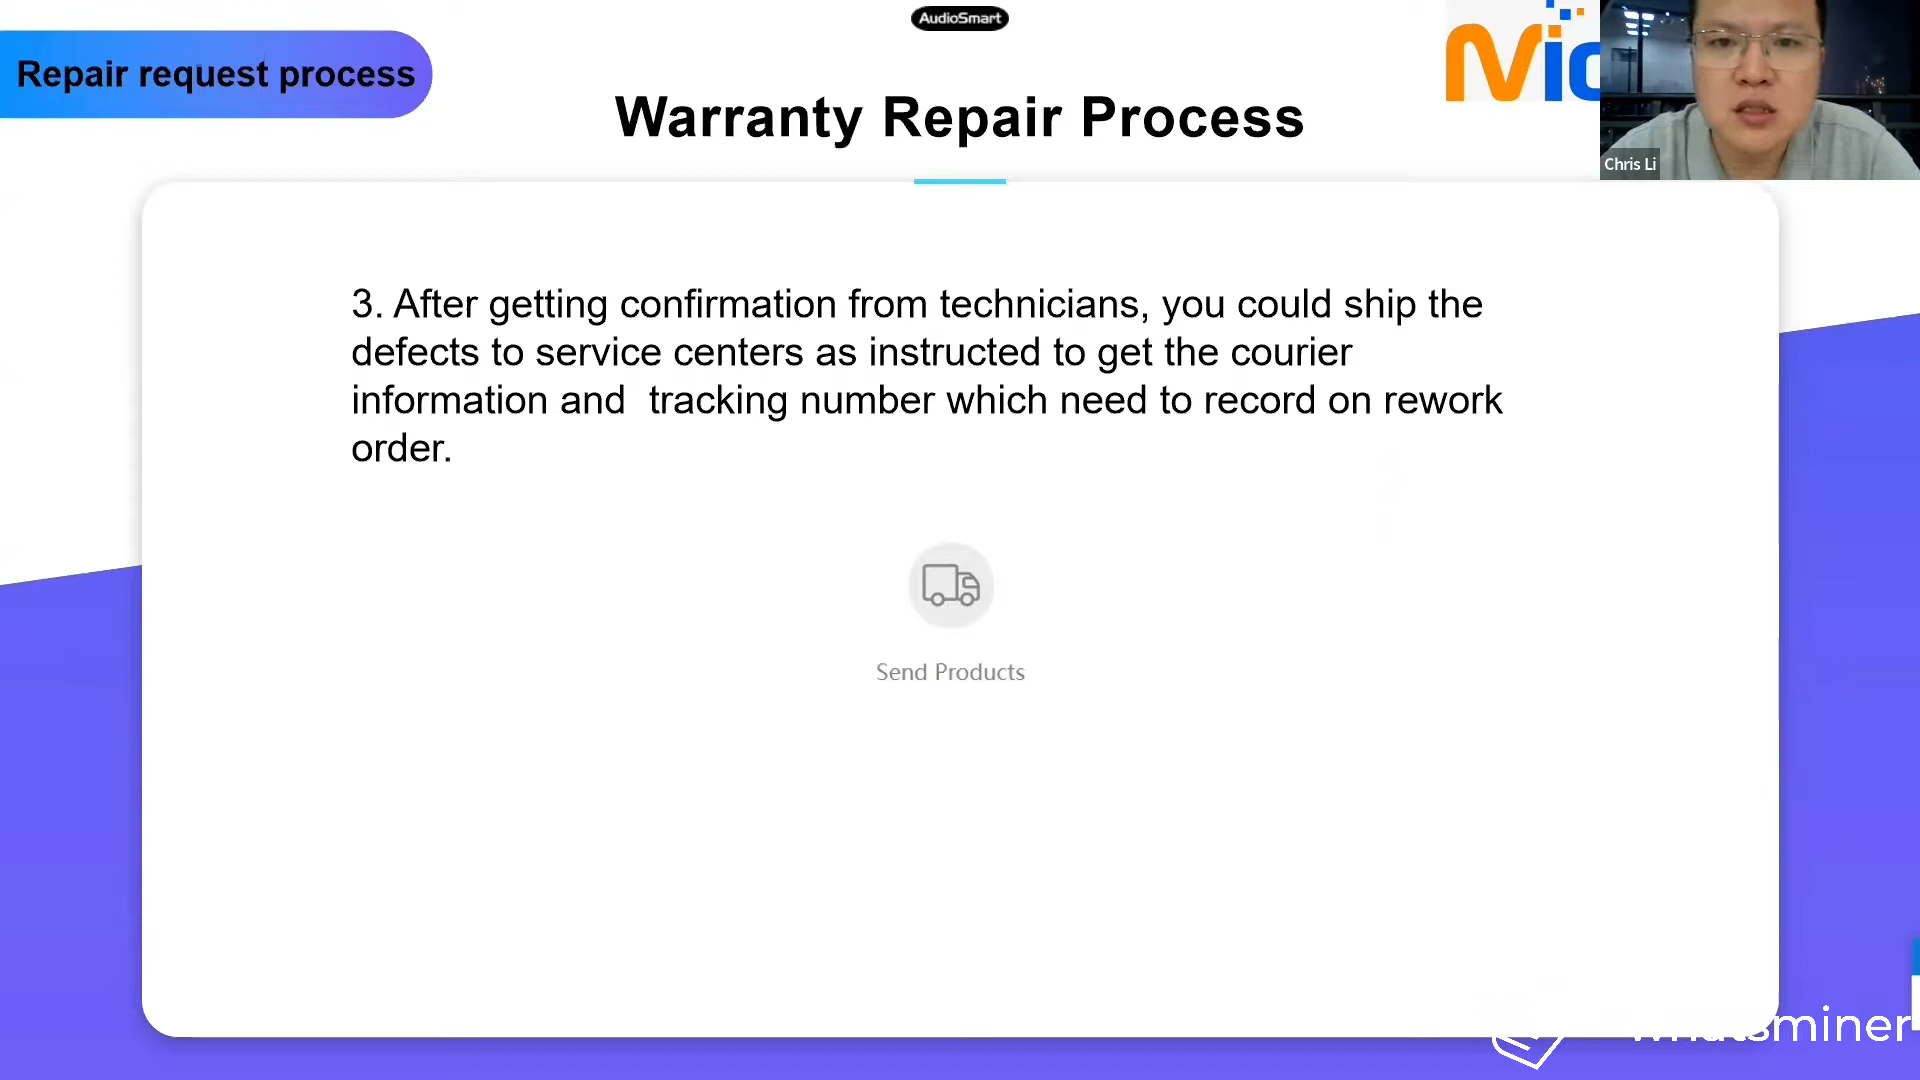 AudioSmart
Repair request process
Mic
Warranty Repair Process
Chris Li
3. After getting confirmation from technicians, you could ship the
defects to service centers as instructed to get the courier
information and  tracking number which need to record on rework
order.
Send Products
whatsminer